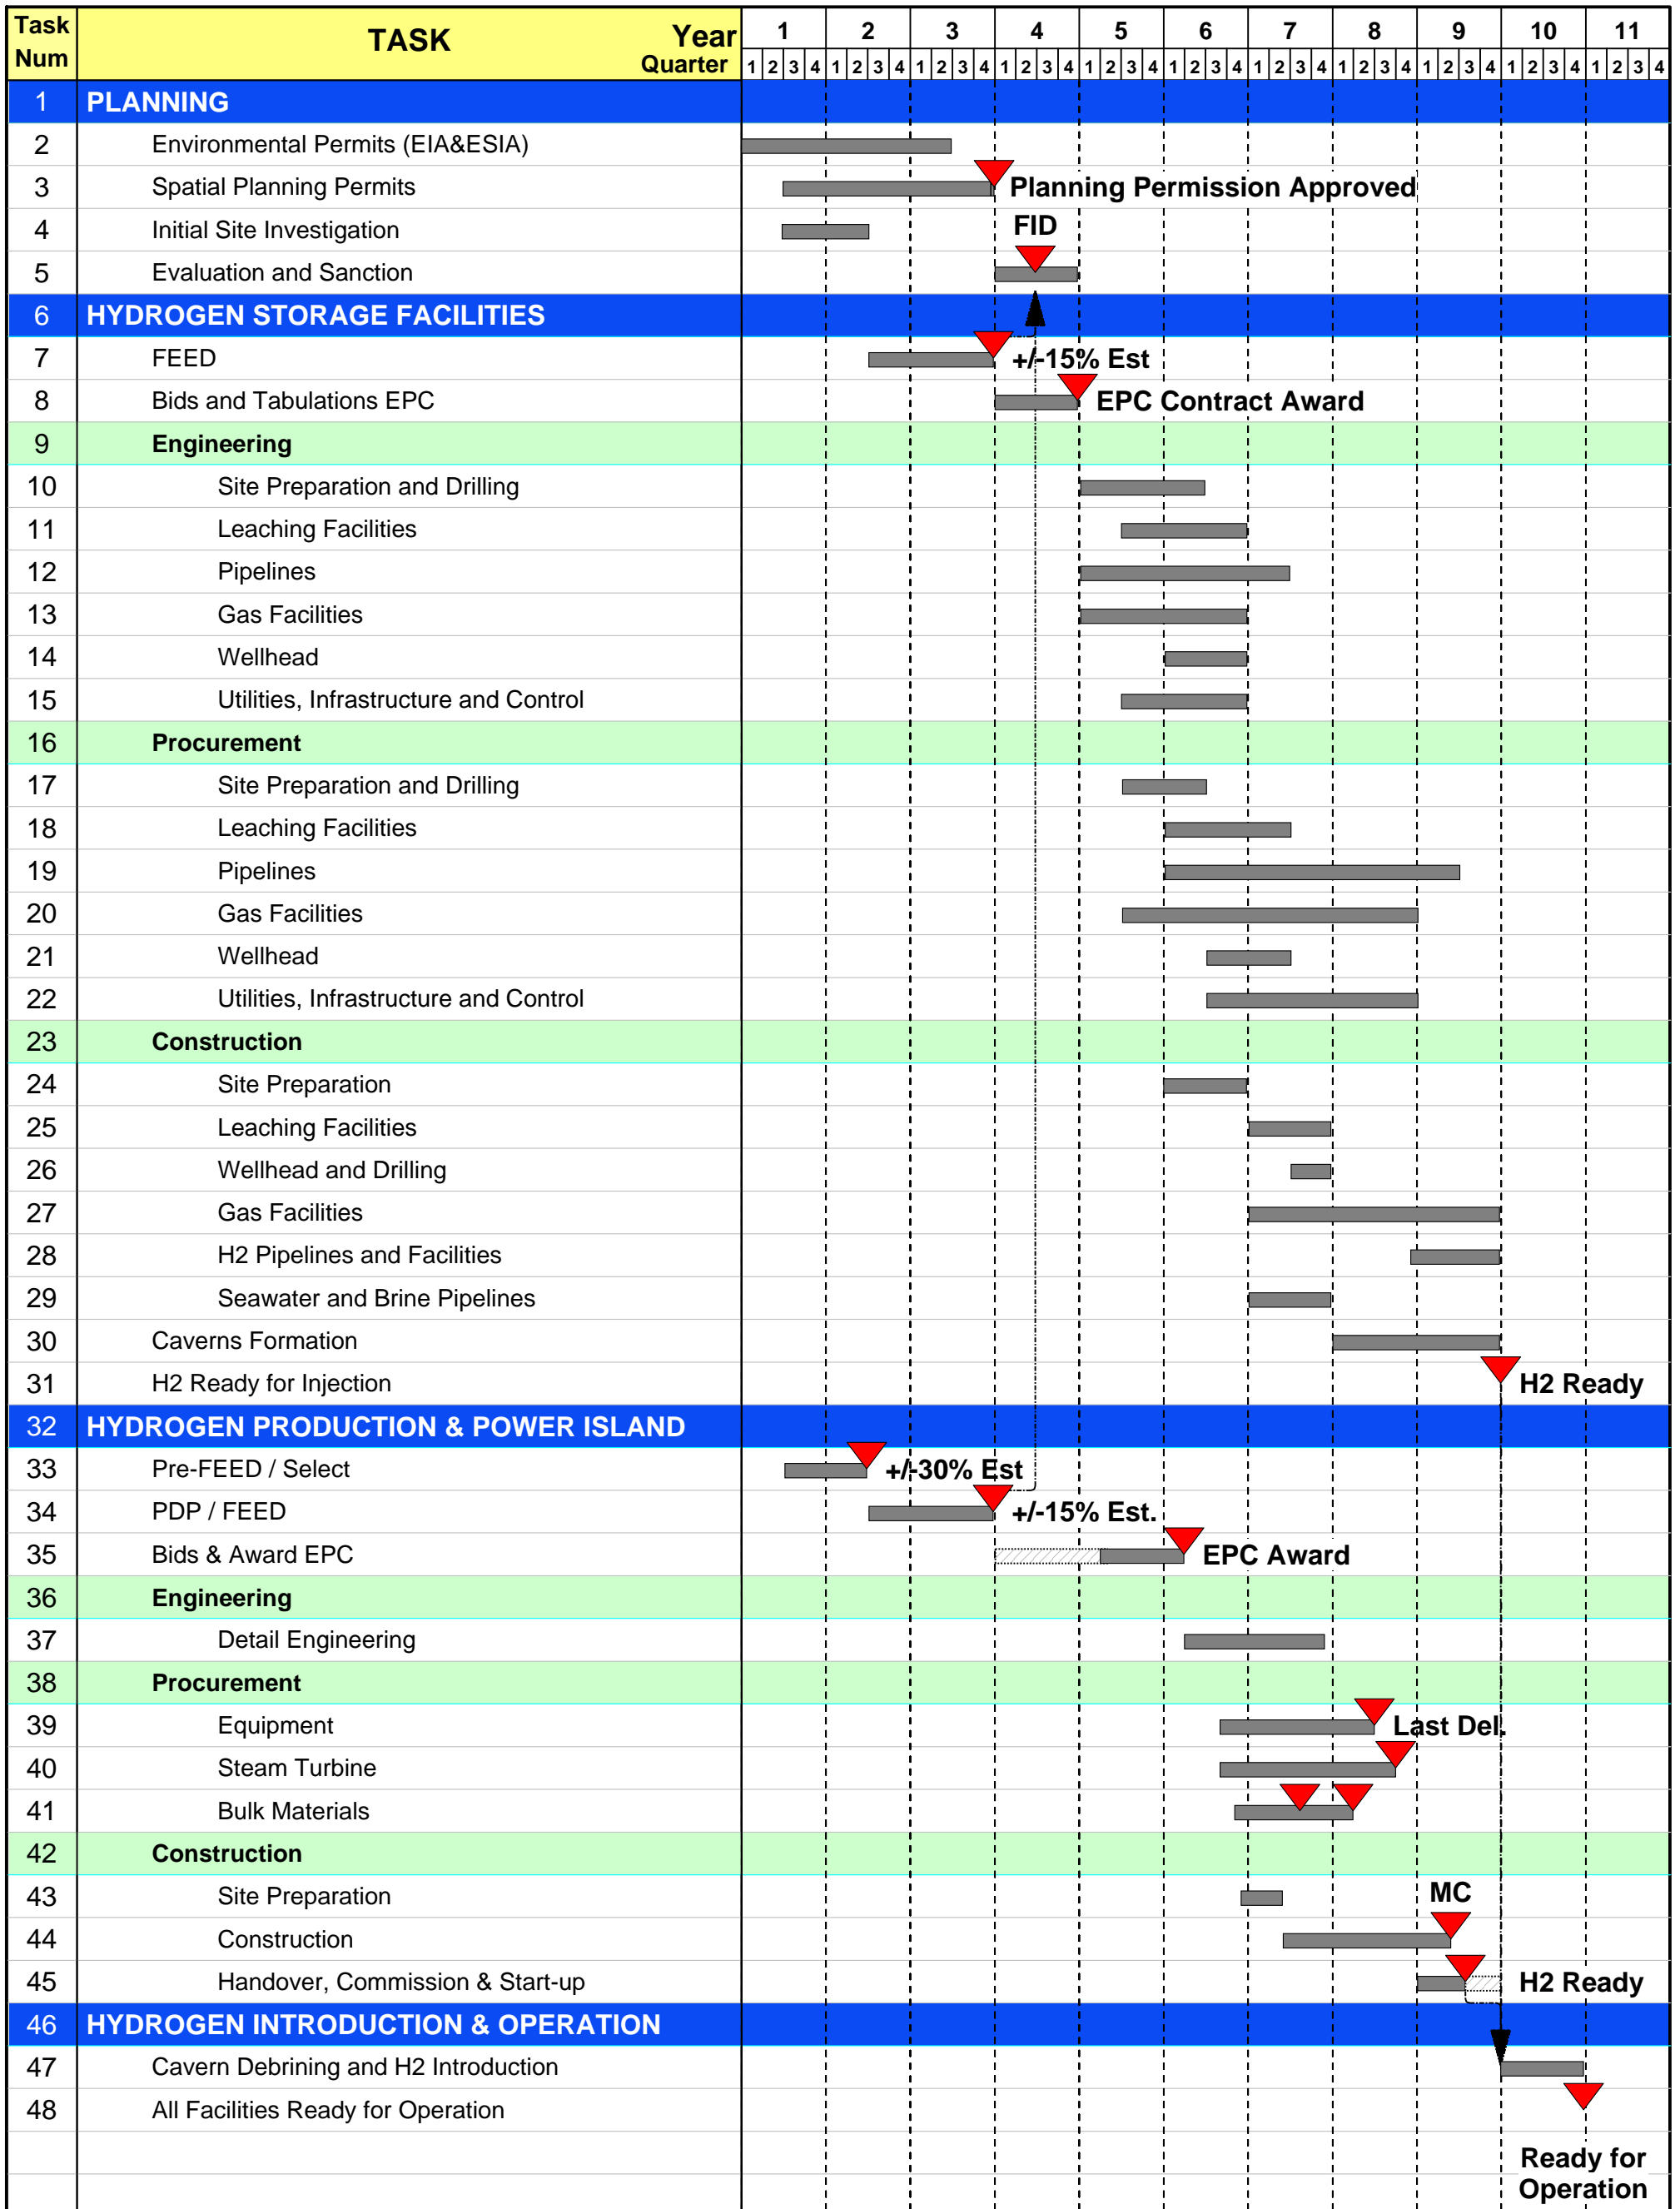 Task Num TASK Year Quarter 1 2 3 4 5 6 7 8 9 10 11
1 2 3 4 1 2 3 4 1 2 3 4 1 2 3 4 1 2 3 4 1 2 3 4 1 2 3 4 1 2 3 4 1 2 3 4 1 2 3 4 1 2 3 4
1 PLANNING
2 Environmental Permits (EIA&ESIA)
3 Spatial Planning Permits Planning Permission Approved
4 Initial Site Investigation FID
5 Evaluation and Sanction
6 HYDROGEN STORAGE FACILITIES
7 FEED +/-15% Est
8 Bids and Tabulations EPC EPC Contract Award
9 Engineering
10 Site Preparation and Drilling
11 Leaching Facilities
12 Pipelines
13 Gas Facilities
14 Wellhead
15 Utilities, Infrastructure and Control
16 Procurement
17 Site Preparation and Drilling
18 Leaching Facilities
19 Pipelines
20 Gas Facilities
21 Wellhead
22 Utilities, Infrastructure and Control
23 Construction
24 Site Preparation
25 Leaching Facilities
26 Wellhead and Drilling
27 Gas Facilities
28 H2 Pipelines and Facilities
29 Seawater and Brine Pipelines
30 Caverns Formation
31 H2 Ready for Injection H2 Ready
32 HYDROGEN PRODUCTION & POWER ISLAND
33 Pre-FEED / Select +/-30% Est
34 PDP / FEED +/-15% Est.
35 Bids & Award EPC EPC Award
36 Engineering
37 Detail Engineering
38 Procurement
39 Equipment Last Del.
40 Steam Turbine
41 Bulk Materials
42 Construction
43 Site Preparation MC
44 Construction
45 Handover, Commission & Start-up H2 Ready
46 HYDROGEN INTRODUCTION & OPERATION
47 Cavern Debrining and H2 Introduction
48 All Facilities Ready for Operation
Ready for
Operation